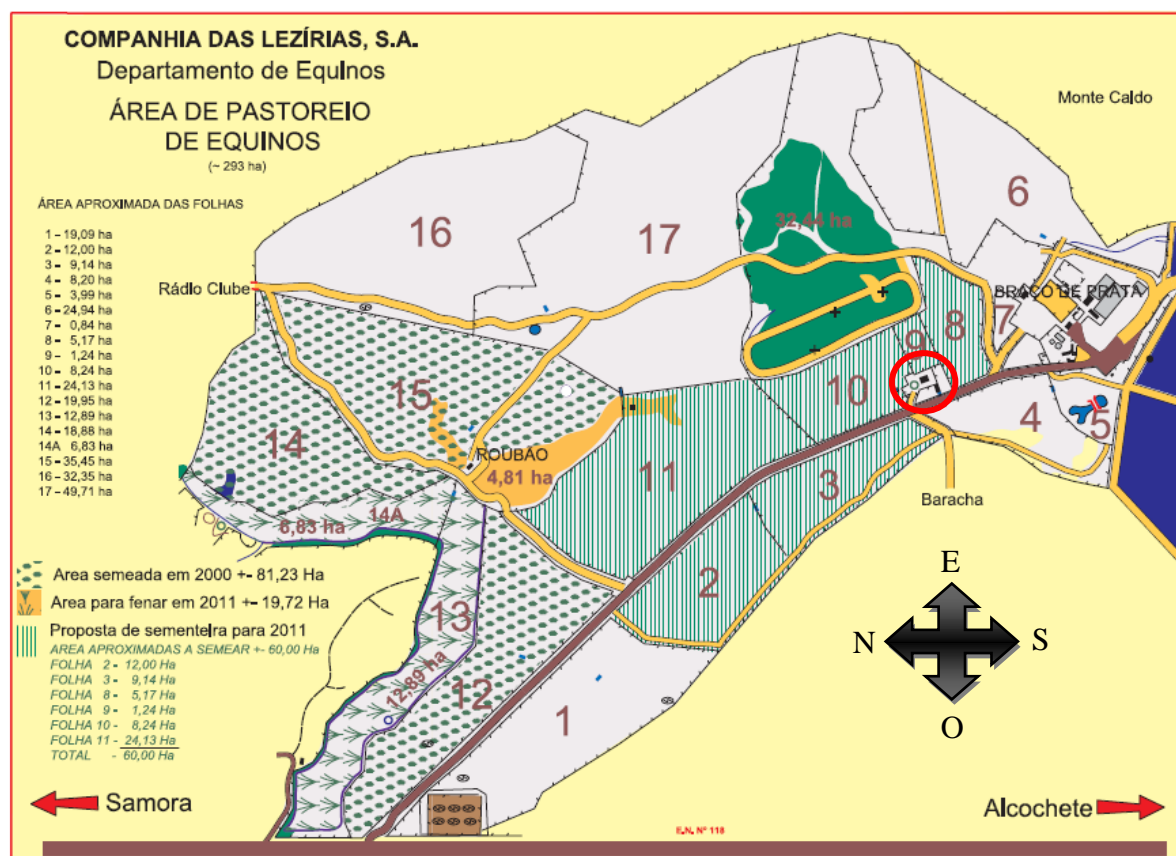 COMPANHIA DAS LEZÍRIAS, S.A.
Departamento de Equinos
ÁREA DE PASTOREIO
DE EQUINOS
(~ 293 ha)
ÁREA APROXIMADA DAS FOLHAS
1 – 19,09 ha
2 – 12,00 ha
3 – 9,14 ha
4 – 8,20 ha
5 – 3,99 ha
6 – 24,94 ha
7 – 0,84 ha
8 – 5,17 ha
9 – 1,24 ha
10 – 8,24 ha
11 – 24,13 ha
12 – 19,95 ha
13 – 12,89 ha
14 – 18,88 ha
14A 6,83 ha
15 – 35,45 ha
16 – 32,35 ha
17 – 49,71 ha
Monte Caldo
6
16
17
32,44 ha
Rádio Clube
BRAÇO DE PRATA
7
8
9
10
15
4
5
14
ROUBÃO
4,81 ha
11
3
Baracha
14A
6,83 ha
2
13
12,89 ha
12
1
E
N
S
O
Area semeada em 2000 +- 81,23 Ha
Area para fenar em 2011 +- 19,72 Ha
Proposta de sementeira para 2011
AREA APROXIMADAS A SEMEAR +- 60,00 Ha
FOLHA 2 - 12,00 Ha
FOLHA 3 - 9,14 Ha
FOLHA 8 - 5,17 Ha
FOLHA 9 - 1,24 Ha
FOLHA 10 - 8,24 Ha
FOLHA 11 - 24,13 Ha
TOTAL - 60,00 Ha
Samora
Alcochete
E.N. Nº 118